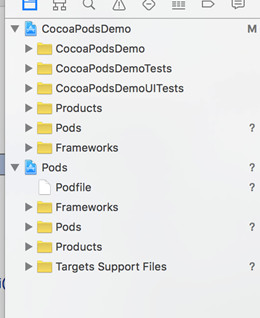 CocoaPodsDemo M
CocoaPodsDemo
CocoaPodsDemoTests
CocoaPodsDemoUITests
Products
Pods ?
Frameworks
Pods ?
Podfile ?
Frameworks
Pods ?
Products
Targets Support Files ?